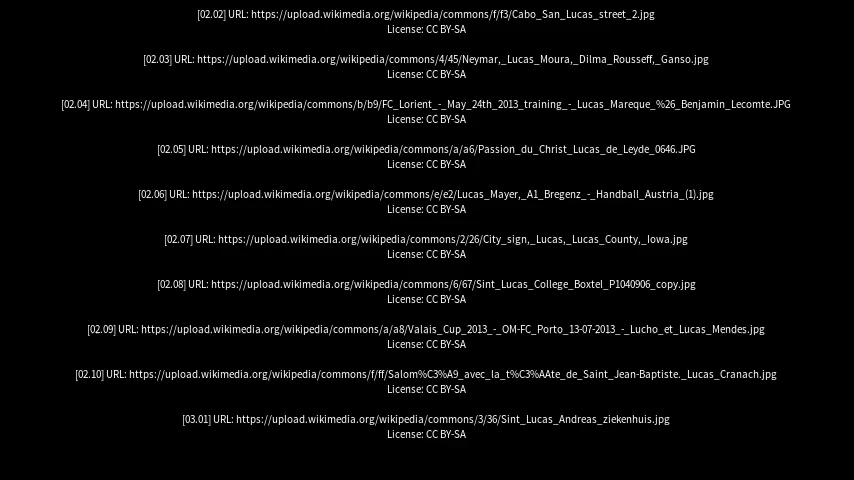 [02.02] URL: https://upload.wikimedia.org/wikipedia/commons/f/f3/Cabo_San_Lucas_street_2.jpg
License: CC BY-SA
[02.03] URL: https://upload.wikimedia.org/wikipedia/commons/4/45/Neymar,_Lucas_Moura,_Dilma_Rousseff,_Ganso.jpg
License: CC BY-SA
[02.04] URL: https://upload.wikimedia.org/wikipedia/commons/b/b9/FC_Lorient_-_May_24th_2013_training_-_Lucas_Mareque_%26_Benjamin_Lecomte.JPG
License: CC BY-SA
[02.05] URL: https://upload.wikimedia.org/wikipedia/commons/a/a6/Passion_du_Christ_Lucas_de_Leyde_0646.JPG
License: CC BY-SA
[02.06] URL: https://upload.wikimedia.org/wikipedia/commons/e/e2/Lucas_Mayer,_A1_Bregenz_-_Handball_Austria_(1).jpg
License: CC BY-SA
[02.07] URL: https://upload.wikimedia.org/wikipedia/commons/2/26/City_sign,_Lucas,_Lucas_County,_Iowa.jpg
License: CC BY-SA
[02.08] URL: https://upload.wikimedia.org/wikipedia/commons/6/67/Sint_Lucas_College_Boxtel_P1040906_copy.jpg
License: CC BY-SA
[02.09] URL: https://upload.wikimedia.org/wikipedia/commons/a/a8/Valais_Cup_2013_-_OM-FC_Porto_13-07-2013_-_Lucho_et_Lucas_Mendes.jpg
License: CC BY-SA
[02.10] URL: https://upload.wikimedia.org/wikipedia/commons/f/ff/Salom%C3%A9_avec_la_t%C3%AAte_de_Saint_Jean-Baptiste._Lucas_Cranach.jpg
License: CC BY-SA
[03.01] URL: https://upload.wikimedia.org/wikipedia/commons/3/36/Sint_Lucas_Andreas_ziekenhuis.jpg
License: CC BY-SA